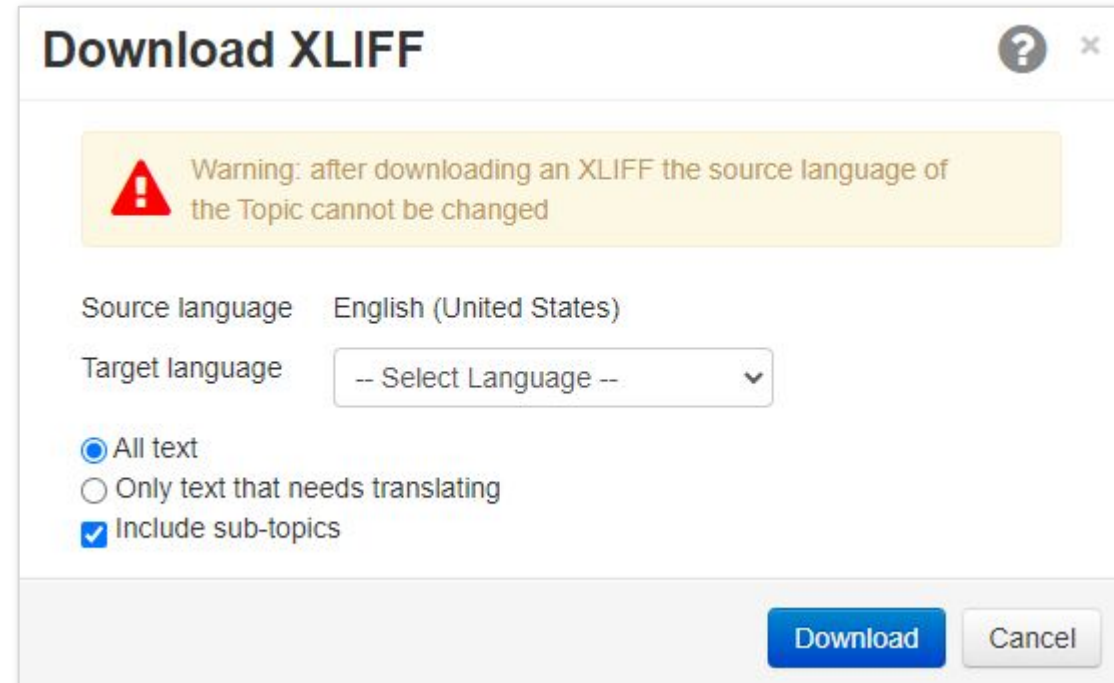 Download XLIFF
Warning: after downloading an XLIFF the source language of
the Topic cannot be changed
Source language English (United States)
Target language -- Select Language --
All text
Only text that needs translating
Include sub-topics
Download Cancel